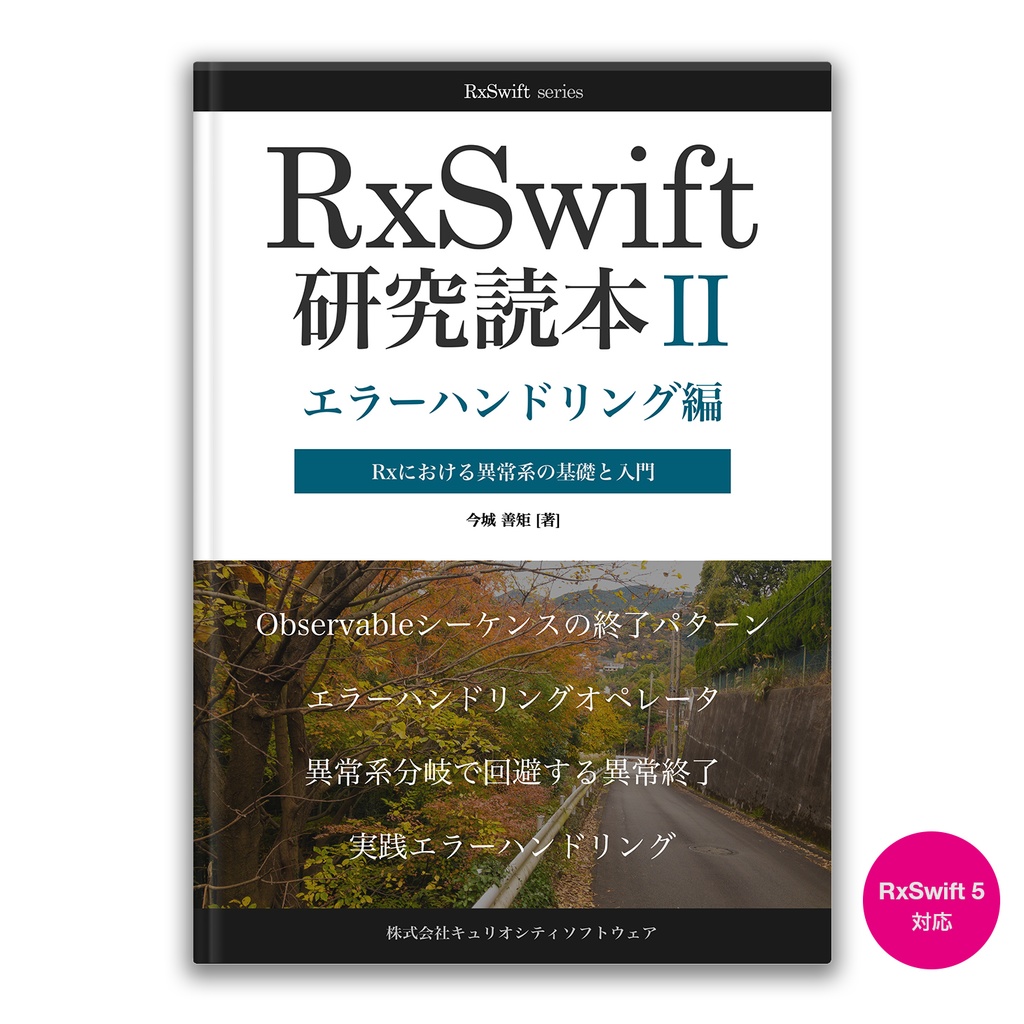 RxSwift series
RxSwift
研究読本 II
エラーハンドリング編
Rxにおける異常系の基礎と入門
今城 善矩 [著]
Observableシーケンスの終了パターン
エラーハンドリングオペレータ
異常系分岐で回避する異常終了
実践エラーハンドリング
株式会社キュリオシティソフトウェア
RxSwift 5
対応